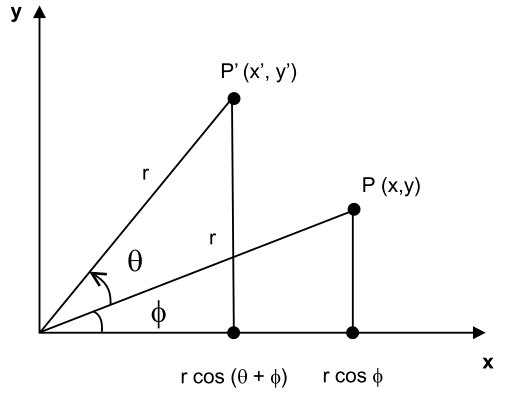 y
P' (x', y')
r
P (x,y)
r
θ
ϕ
x
r cos (θ + ϕ)
r cos ϕ